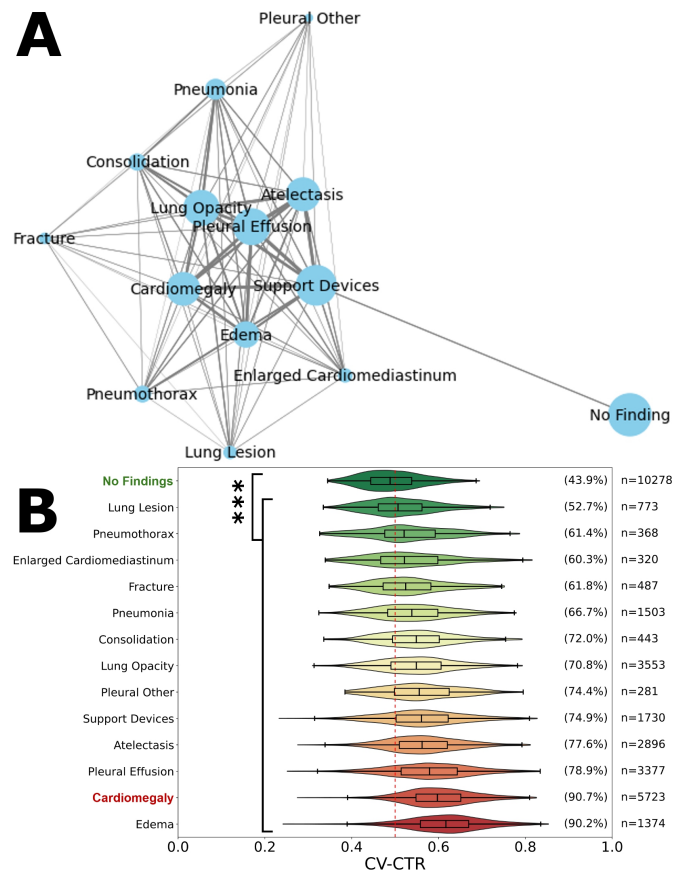 A
Pleural Other
Pneumonia
Consolidation
Atelectasis
Lung Opacity
Pleural Effusion
Fracture
Cardiomegaly
Support Devices
Edema
Enlarged Cardiomediastinum
Pneumothorax
No Finding
Lung Lesion
B
***
No Findings (43.9%) n=10278
Lung Lesion (52.7%) n=773
Pneumothorax (61.4%) n=368
Enlarged Cardiomediastinum (60.3%) n=320
Fracture (61.8%) n=487
Pneumonia (66.7%) n=1503
Consolidation (72.0%) n=443
Lung Opacity (70.8%) n=3553
Pleural Other (74.4%) n=281
Support Devices (74.9%) n=1730
Atelectasis (77.6%) n=2896
Pleural Effusion (78.9%) n=3377
Cardiomegaly (90.7%) n=5723
Edema (90.2%) n=1374
0.0 0.2 0.4 0.6 0.8 1.0
CV-CTR